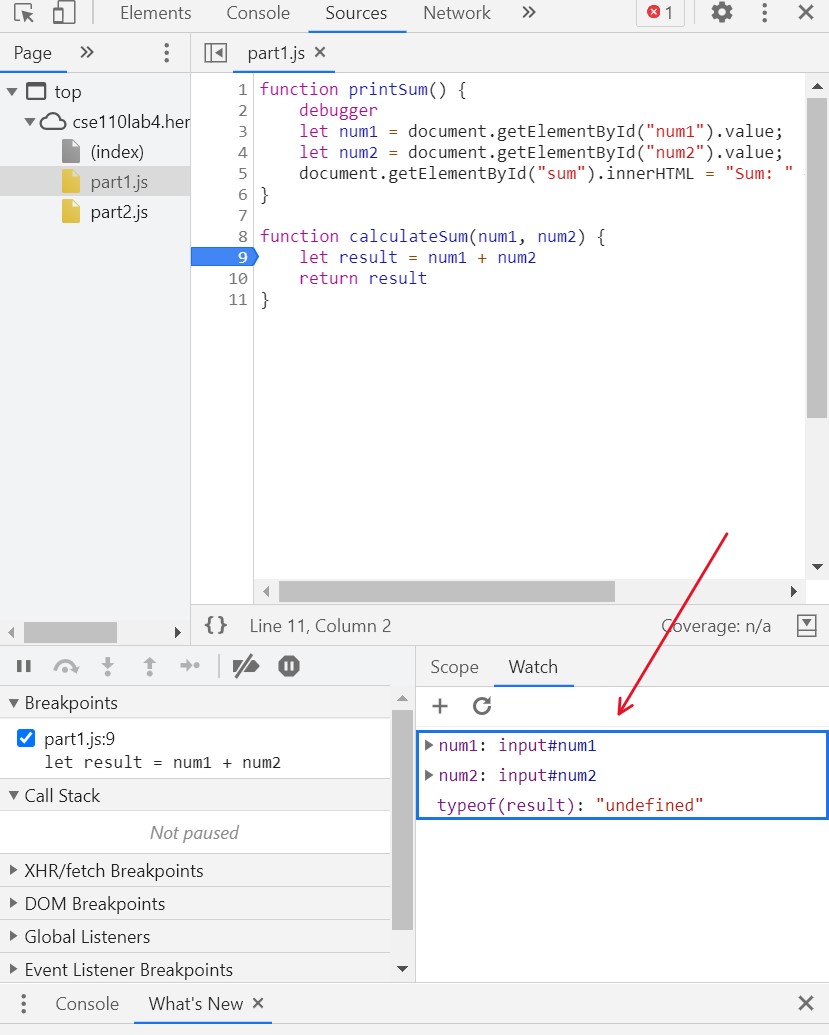 Elements Console Sources Network 1
Page part1.js
top
cse110lab4.her
(index)
part1.js
part2.js
1 function printSum() {
2 debugger
3 let num1 = document.getElementById("num1").value;
4 let num2 = document.getElementById("num2").value;
5 document.getElementById("sum").innerHTML = "Sum: "
6 }
7
8 function calculateSum(num1, num2) {
9 let result = num1 + num2
10 return result
11 }
{} Line 11, Column 2 Coverage: n/a
Breakpoints
part1.js:9
let result = num1 + num2
Call Stack
Not paused
XHR/fetch Breakpoints
DOM Breakpoints
Global Listeners
Event Listener Breakpoints
Scope Watch
num1: input#num1
num2: input#num2
typeof(result): "undefined"
Console What's New